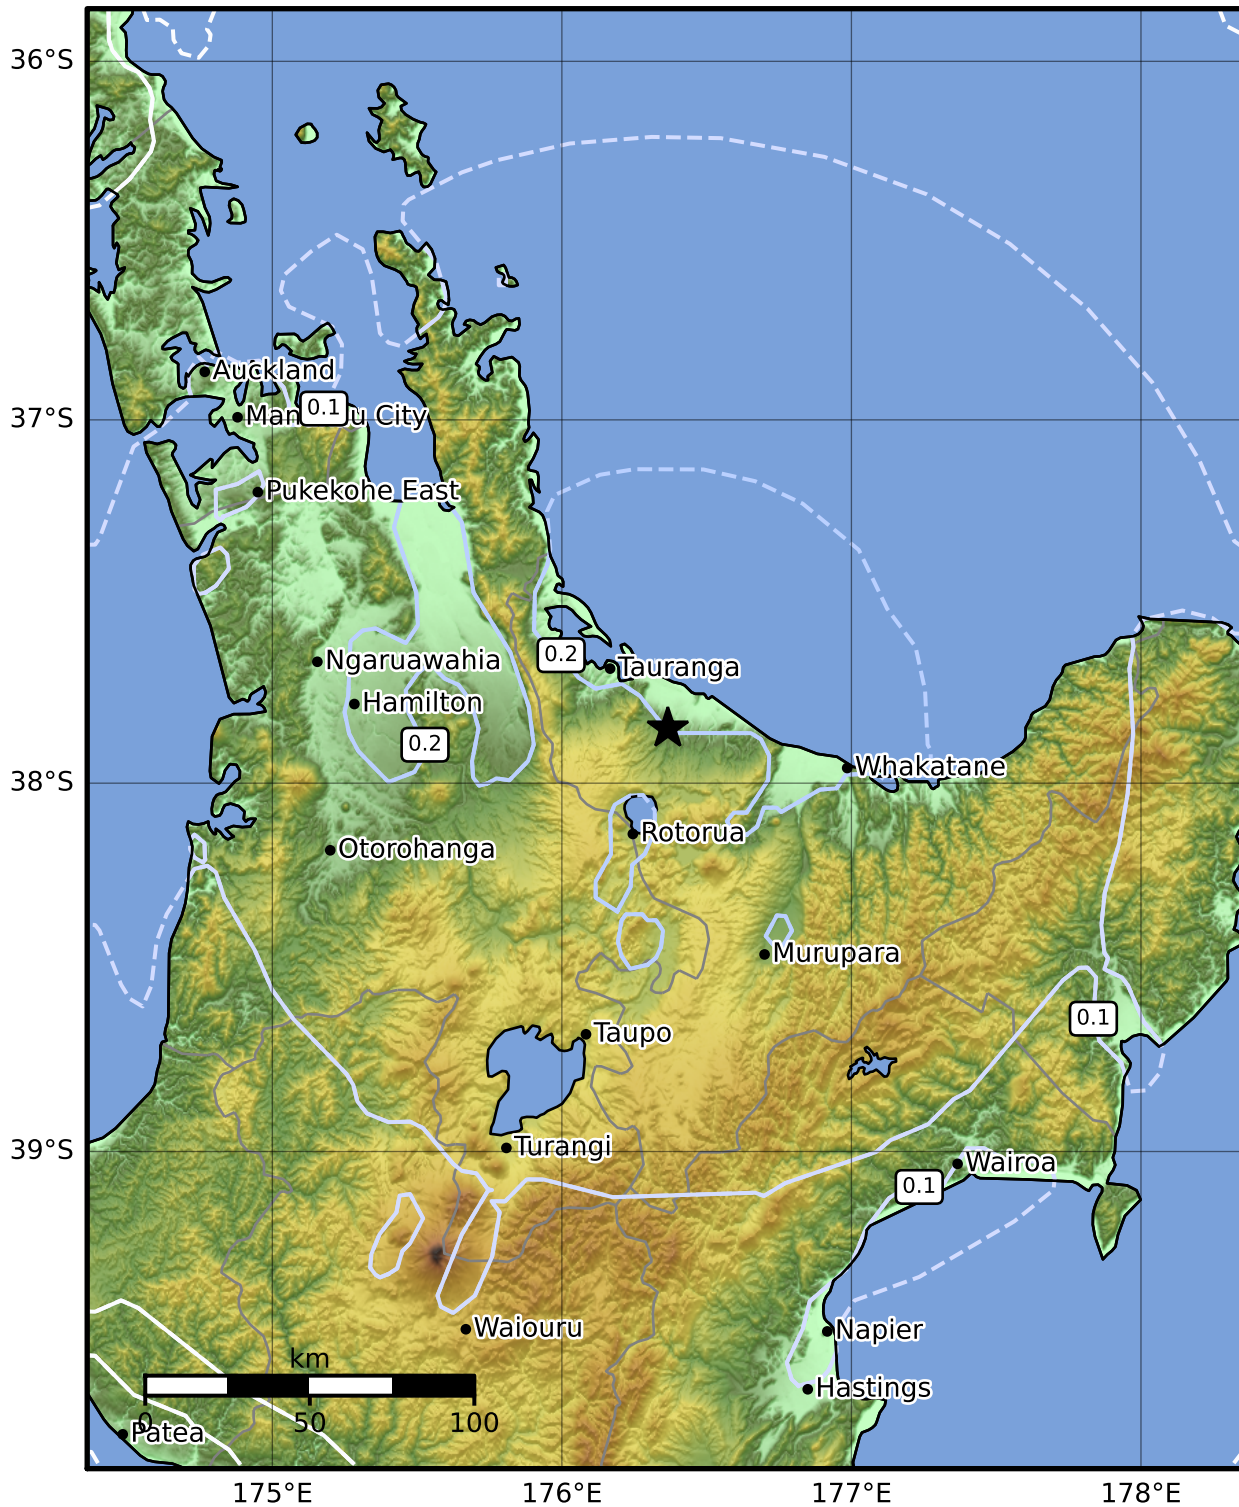 36°S
Auckland
0.1
Man u City
37°S
Pukekohe East
0.2
Ngaruawahia
Tauranga
Hamilton
0.2
Whakatane
38°S
Rotorua
Otorohanga
Murupara
0.1
Taupo
Turangi
39°S
Wairoa
0.1
Waiouru
Napier
km
Hastings
0 50 100
Patea
175°E 176°E 177°E 178°E